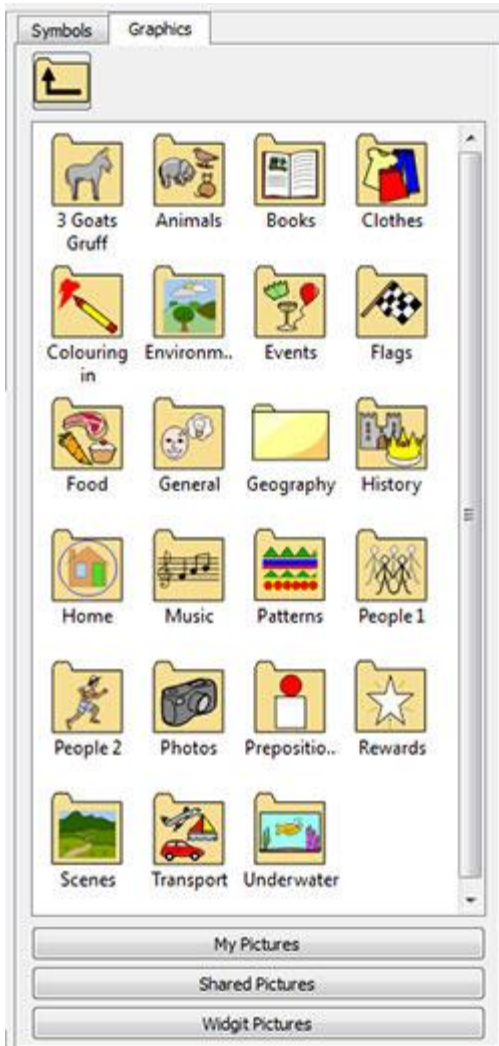 Symbols Graphics
3 Goats Gruff Animals Books Clothes
Colouring in Environm.. Events Flags
Food General Geography History
Home Music Patterns People 1
People 2 Photos Prepositio.. Rewards
Scenes Transport Underwater
My Pictures
Shared Pictures
Widgit Pictures